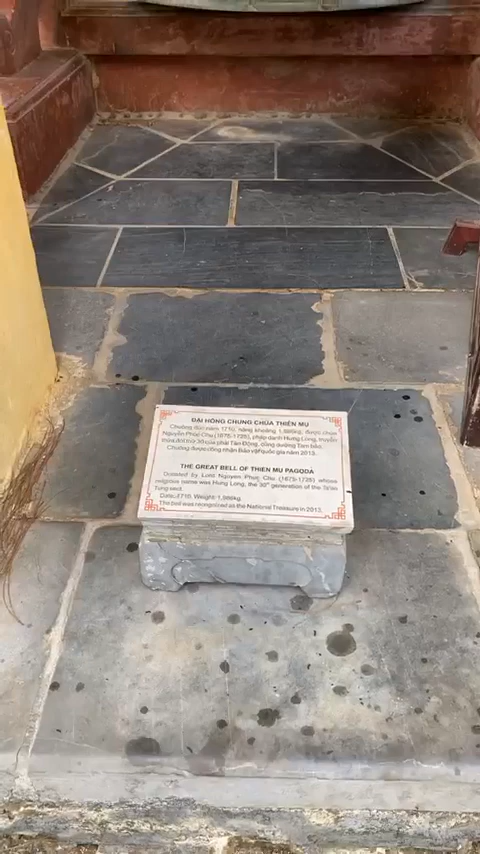 ĐẠI HỒNG CHUNG CHÙA THIÊN MỤ
Chuông đúc năm 1710, nặng khoảng 1.986kg, được chúa
Nguyễn Phúc Chu (1675-1725), pháp danh Hưng Long, truyền
thừa đời thứ 30 của phái Tào Động, cúng dường Tam bảo.
Chuông được công nhận Bảo vật quốc gia năm 2013.
THE GREAT BELL OF THIEN MU PAGODA
Donated by Lord Nguyen Phuc Chu (1675-1725) whose
religious name was Hung Long, the 30th generation of the
Tung sect.
Date: 1710. Weight: 1,986kg.
The bell was recognized as the National Treasure in 2013.